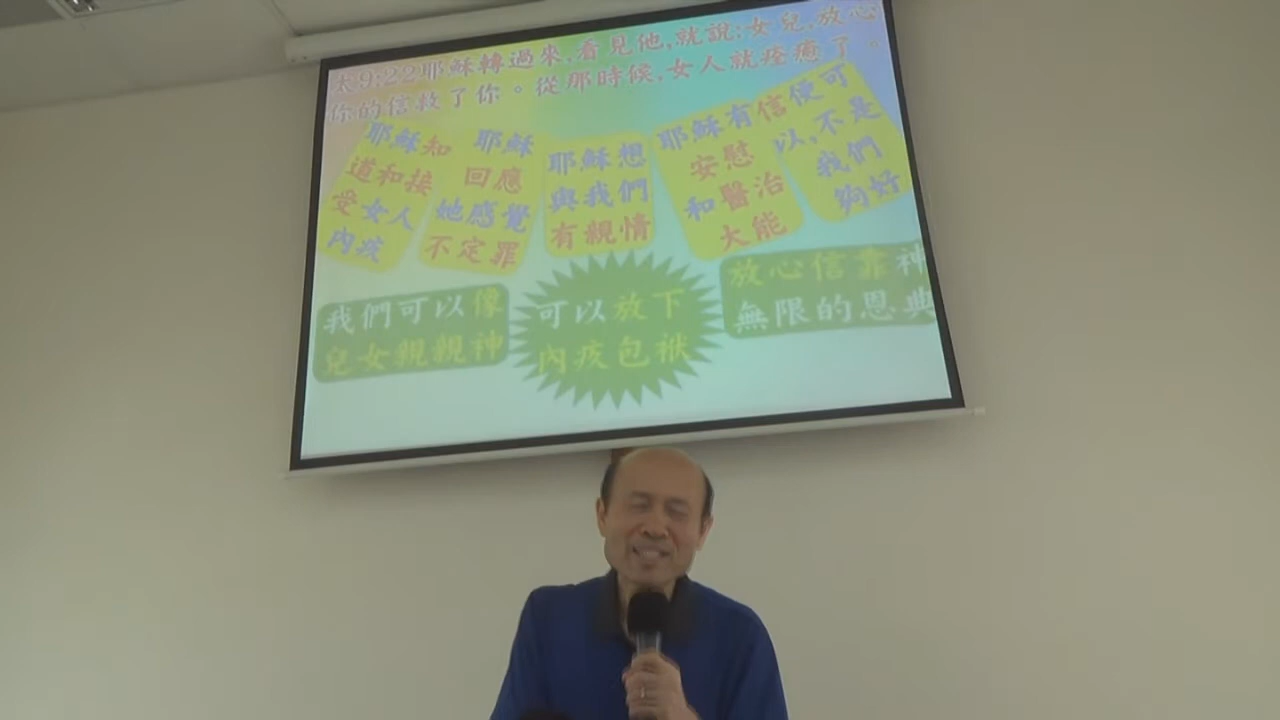 太9:22耶穌轉過來,看見他,就說:女兒,放心
你的信救了你。從那時候,女人就痊癒了。
耶穌知
道和接
受女人
內疚
耶穌
回應
她感覺
不定罪
耶穌想
與我們
有親情
耶穌有
安慰
和醫治
大能
信便可
以,不是
我們
夠好
我們可以像
兒女親親神
可以放下
內疚包袱
放心信靠神
無限的恩典